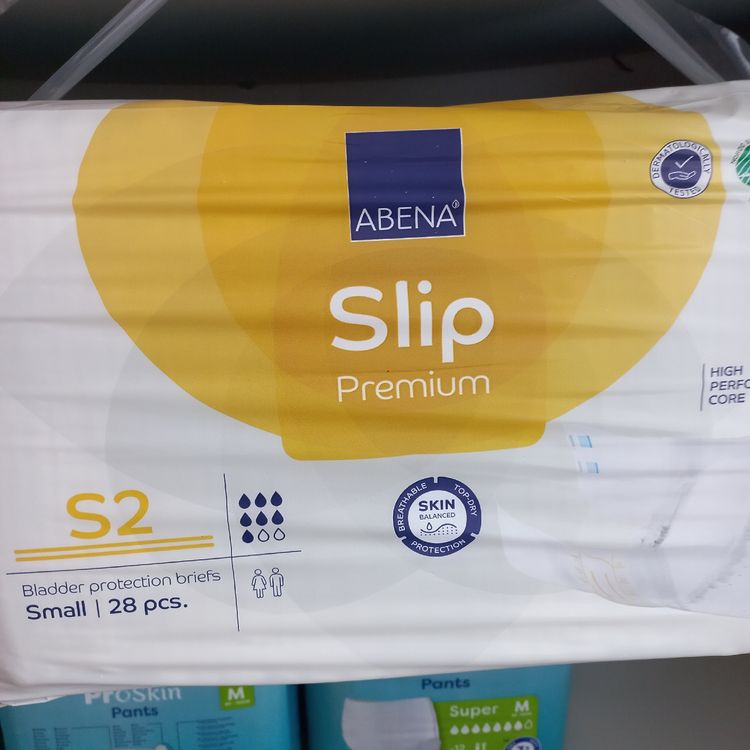 ABENA
DERMATOLOGICALLY
TESTED
Slip
Premium
HIGH
PERFO
CORE
S2
BREATHABLE
TOP-DRY
SKIN
BALANCED
PROTECTION
Bladder protection briefs
Small | 28 pcs.
ProSkin
M
Pants
Pants
Super M